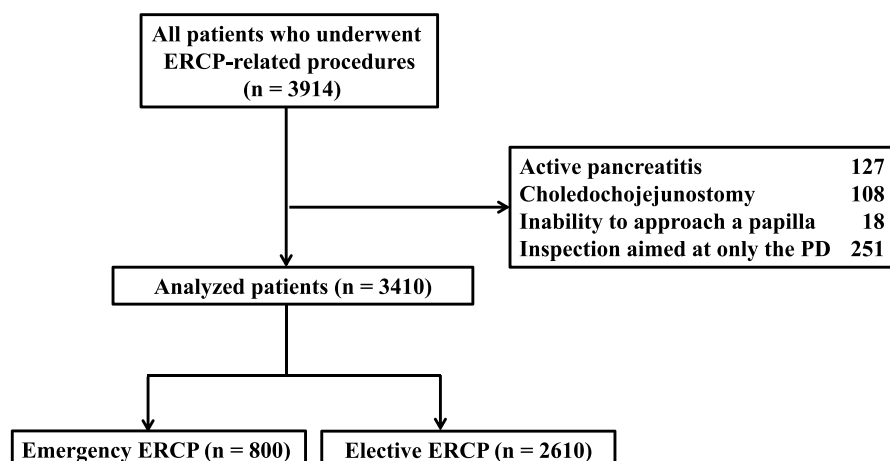 All patients who underwent
ERCP-related procedures
(n = 3914)
Active pancreatitis 127
Choledochojejunostomy 108
Inability to approach a papilla 18
Inspection aimed at only the PD 251
Analyzed patients (n = 3410)
Emergency ERCP (n = 800)
Elective ERCP (n = 2610)